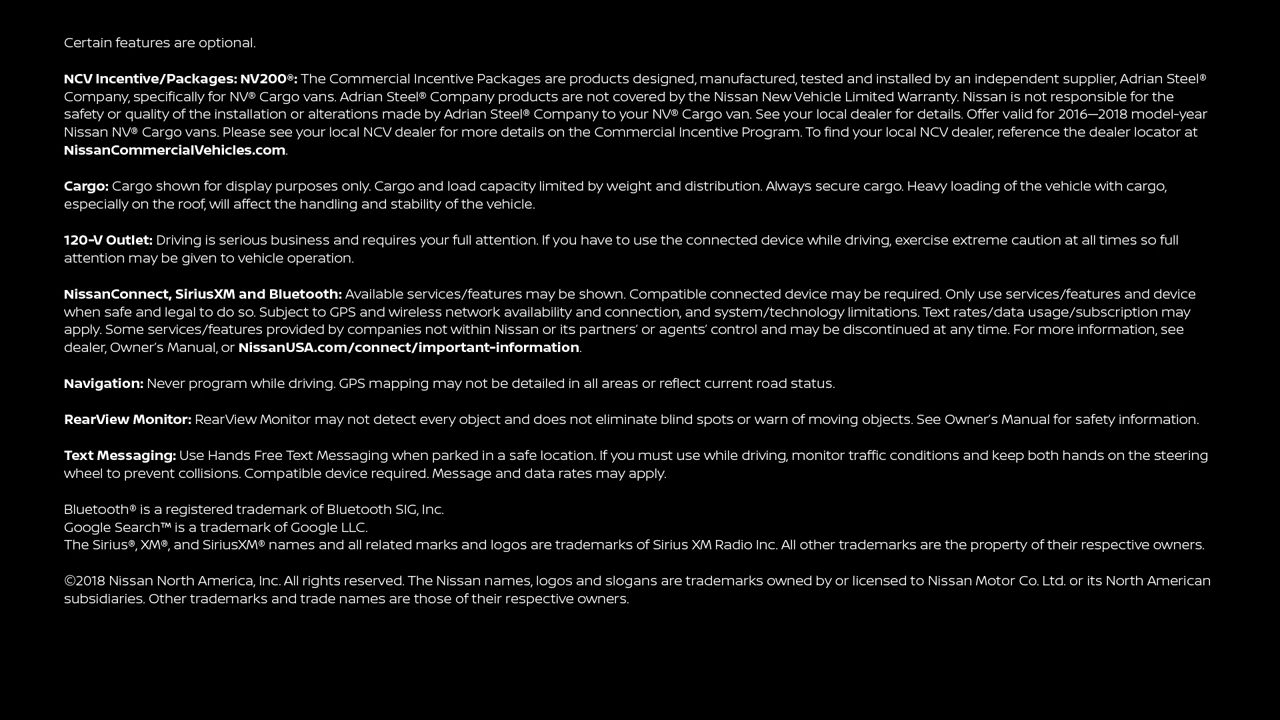 Certain features are optional.
NCV Incentive/Packages: NV200®: The Commercial Incentive Packages are products designed, manufactured, tested and installed by an independent supplier, Adrian Steel®
Company, specifically for NV® Cargo vans. Adrian Steel® Company products are not covered by the Nissan New Vehicle Limited Warranty. Nissan is not responsible for the
safety or quality of the installation or alterations made by Adrian Steel® Company to your NV® Cargo van. See your local dealer for details. Offer valid for 2016—2018 model-year
Nissan NV® Cargo vans. Please see your local NCV dealer for more details on the Commercial Incentive Program. To find your local NCV dealer, reference the dealer locator at
NissanCommercialVehicles.com.
Cargo: Cargo shown for display purposes only. Cargo and load capacity limited by weight and distribution. Always secure cargo. Heavy loading of the vehicle with cargo,
especially on the roof, will affect the handling and stability of the vehicle.
120-V Outlet: Driving is serious business and requires your full attention. If you have to use the connected device while driving, exercise extreme caution at all times so full
attention may be given to vehicle operation.
NissanConnect, SiriusXM and Bluetooth: Available services/features may be shown. Compatible connected device may be required. Only use services/features and device
when safe and legal to do so. Subject to GPS and wireless network availability and connection, and system/technology limitations. Text rates/data usage/subscription may
apply. Some services/features provided by companies not within Nissan or its partners’ or agents’ control and may be discontinued at any time. For more information, see
dealer, Owner’s Manual, or NissanUSA.com/connect/important-information.
Navigation: Never program while driving. GPS mapping may not be detailed in all areas or reflect current road status.
RearView Monitor: RearView Monitor may not detect every object and does not eliminate blind spots or warn of moving objects. See Owner’s Manual for safety information.
Text Messaging: Use Hands Free Text Messaging when parked in a safe location. If you must use while driving, monitor traffic conditions and keep both hands on the steering
wheel to prevent collisions. Compatible device required. Message and data rates may apply.
Bluetooth® is a registered trademark of Bluetooth SIG, Inc.
Google Search™ is a trademark of Google LLC.
The Sirius®, XM®, and SiriusXM® names and all related marks and logos are trademarks of Sirius XM Radio Inc. All other trademarks are the property of their respective owners.
©2018 Nissan North America, Inc. All rights reserved. The Nissan names, logos and slogans are trademarks owned by or licensed to Nissan Motor Co. Ltd. or its North American
subsidiaries. Other trademarks and trade names are those of their respective owners.